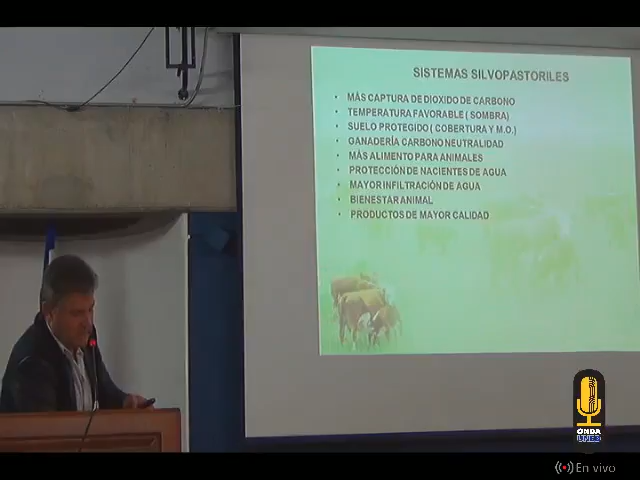 SISTEMAS SILVOPASTORILES
• MÁS CAPTURA DE DIOXIDO DE CARBONO
• TEMPERATURA FAVORABLE ( SOMBRA)
• SUELO PROTEGIDO ( COBERTURA Y M.O.)
• GANADERÍA CARBONO NEUTRALIDAD
• MÁS ALIMENTO PARA ANIMALES
• PROTECCIÓN DE NACIENTES DE AGUA
• MAYOR INFILTRACIÓN DE AGUA
• BIENESTAR ANIMAL
• PRODUCTOS DE MAYOR CALIDAD
ONDA
UNED
En vivo